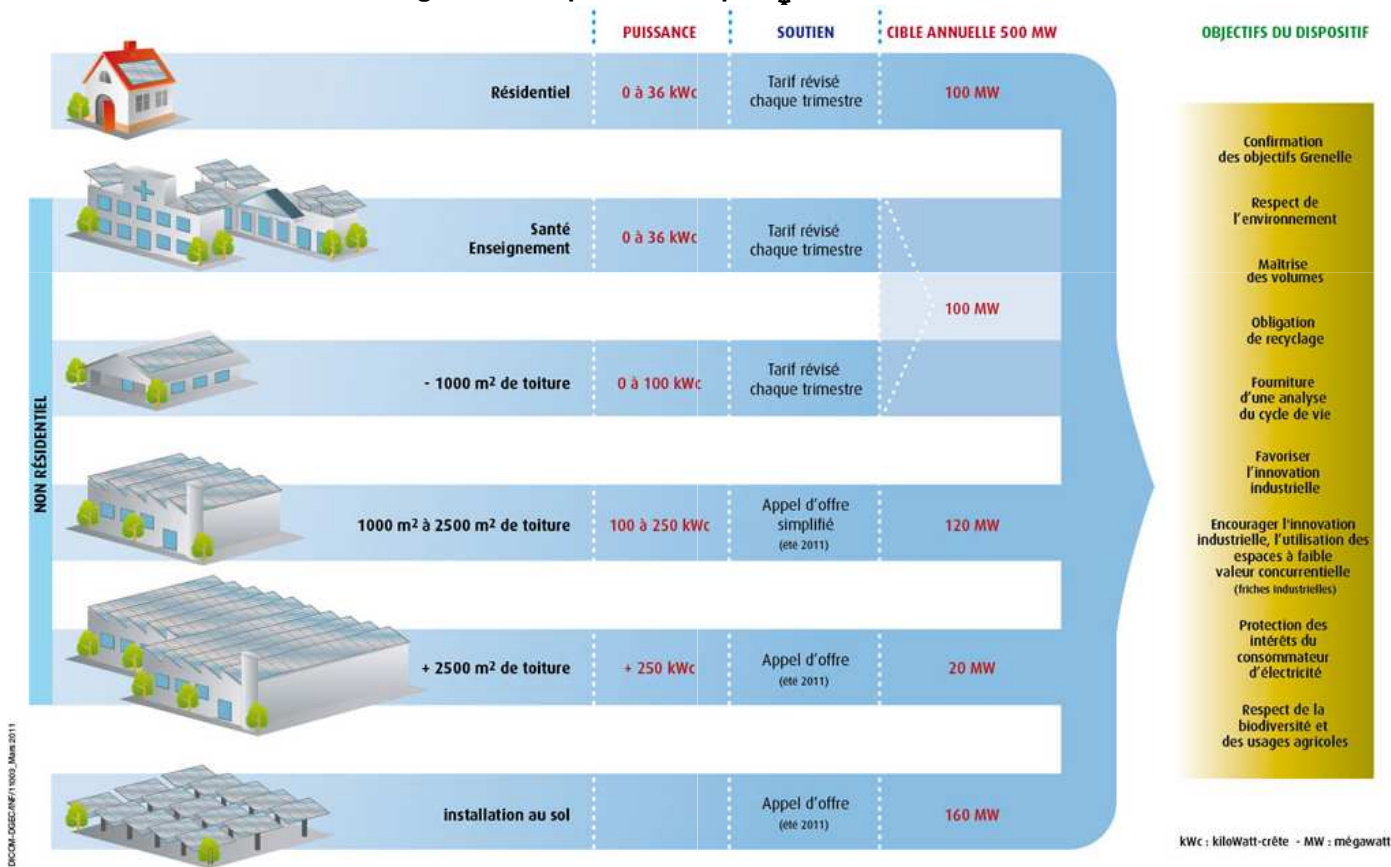 PUISSANCE
SOUTIEN
CIBLE ANNUELLE 500 MW
OBJECTIFS DU DISPOSITIF
Résidentiel
0 à 36 kWc
Tarif révisé
chaque trimestre
100 MW
NON RÉSIDENTIEL
Santé
Enseignement
0 à 36 kWc
Tarif révisé
chaque trimestre
100 MW
- 1000 m² de toiture
0 à 100 kWc
Tarif révisé
chaque trimestre
1000 m² à 2500 m² de toiture
100 à 250 kWc
Appel d'offre
simplifié
(été 2011)
120 MW
+ 2500 m² de toiture
+ 250 kWc
Appel d'offre
(été 2011)
20 MW
installation au sol
Appel d'offre
(été 2011)
160 MW
Confirmation
des objectifs Grenelle
Respect de
l'environnement
Maîtrise
des volumes
Obligation
de recyclage
Fourniture
d'une analyse
du cycle de vie
Favoriser
l'innovation
industrielle
Encourager l'innovation
industrielle, l'utilisation des
espaces à faible
valeur concurrentielle
(friches industrielles)
Protection des
intérêts du
consommateur
d'électricité
Respect de la
biodiversité et
des usages agricoles
kWc : kiloWatt-crête - MW : mégawatt
DICOM-DGEC/INF/11003_Mars 2011